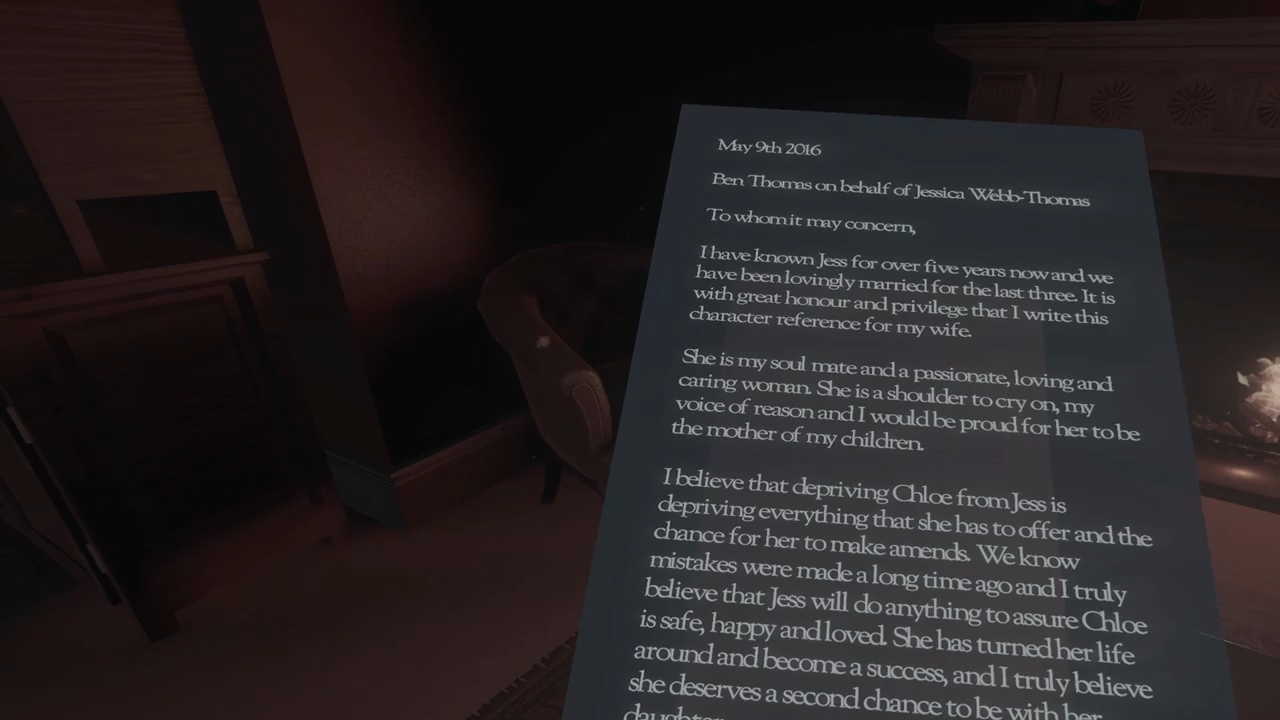 May 9th 2016
Ben Thomas on behalf of Jessica Webb-Thomas
To whom it may concern,
I have known Jess for over five years now and we
have been lovingly married for the last three. It is
with great honour and privilege that I write this
character reference for my wife.
She is my soul mate and a passionate, loving and
caring woman. She is a shoulder to cry on, my
voice of reason and I would be proud for her to be
the mother of my children.
I believe that depriving Chloe from Jess is
depriving everything that she has to offer and the
chance for her to make amends. We know
mistakes were made a long time ago and I truly
believe that Jess will do anything to assure Chloe
is safe, happy and loved. She has turned her life
around and become a success, and I truly believe
she deserves a second chance to be with her
daughter